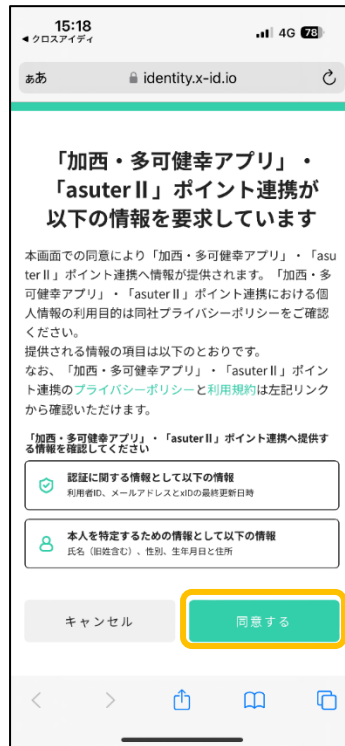 15:18
4G 78
◀ クロスアイディ
ああ identity.x-id.io
「加西・多可健幸アプリ」・
「asuterⅡ」ポイント連携が
以下の情報を要求しています
本画面での同意により「加西・多可健幸アプリ」・「asu
terⅡ」ポイント連携へ情報が提供されます。「加西・多
可健幸アプリ」・「asuterⅡ」ポイント連携における個
人情報の利用目的は同社プライバシーポリシーをご確認
ください。
提供される情報の項目は以下のとおりです。
なお、「加西・多可健幸アプリ」・「asuterⅡ」ポイン
ト連携のプライバシーポリシーと利用規約は左記リンク
から確認いただけます。
「加西・多可健幸アプリ」・「asuterⅡ」ポイント連携へ提供す
る情報を確認してください
認証に関する情報として以下の情報
利用者ID、メールアドレスとxIDの最終更新日時
本人を特定するための情報として以下の情報
氏名（旧姓含む）、性別、生年月日と住所
キャンセル
同意する